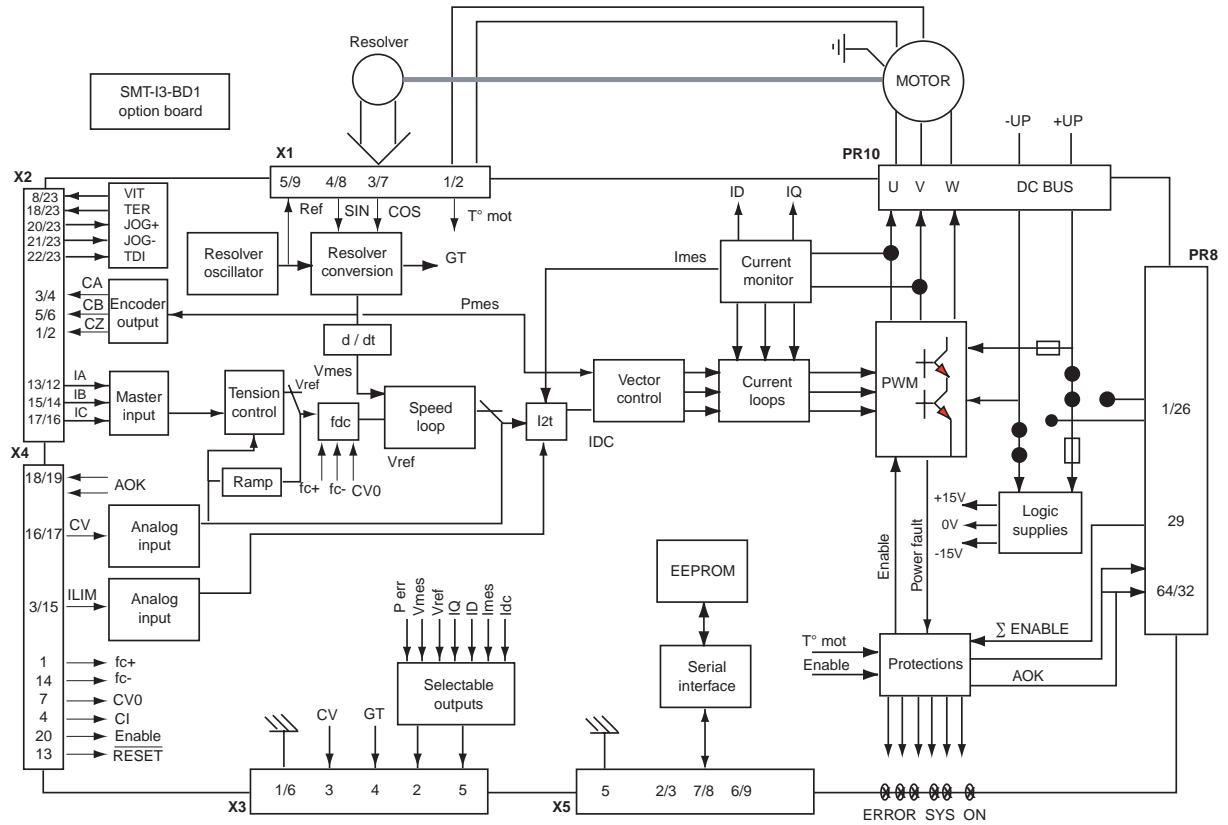 Resolver
MOTOR
SMT-I3-BD1
option board
-UP +UP
X1
PR10
X2
5/9 4/8 3/7 1/2
U V W DC BUS
8/23 VIT
18/23 TER
20/23 JOG+
21/23 JOG-
22/23 TDI
Ref SIN COS T° mot
ID IQ
Resolver
oscillator
Resolver
conversion
GT
Imes
Current
monitor
PR8
3/4 CA
5/6 CB
1/2 CZ
Encoder
output
Pmes
d / dt
Vmes
13/12 IA
15/14 IB
17/16 IC
Master
input
Tension
control
Vref
fdc
Speed
loop
Vref
I2t
IDC
Vector
control
Current
loops
PWM
1/26
X4
Ramp
fc+ fc- CV0
18/19 AOK
16/17 CV
Analog
input
+15V
0V
-15V
Logic
supplies
29
Enable
Power fault
EEPROM
3/15 ILIM
Analog
input
64/32
P err
Vmes
Vref
IQ
ID
Imes
Idc
∑ ENABLE
T° mot
Enable
Protections
AOK
1 fc+
14 fc-
7 CV0
4 CI
20 Enable
13 RESET
Selectable
outputs
Serial
interface
CV GT
X3
1/6 3 4 2 5
X5
5 2/3 7/8 6/9
ERROR SYS ON